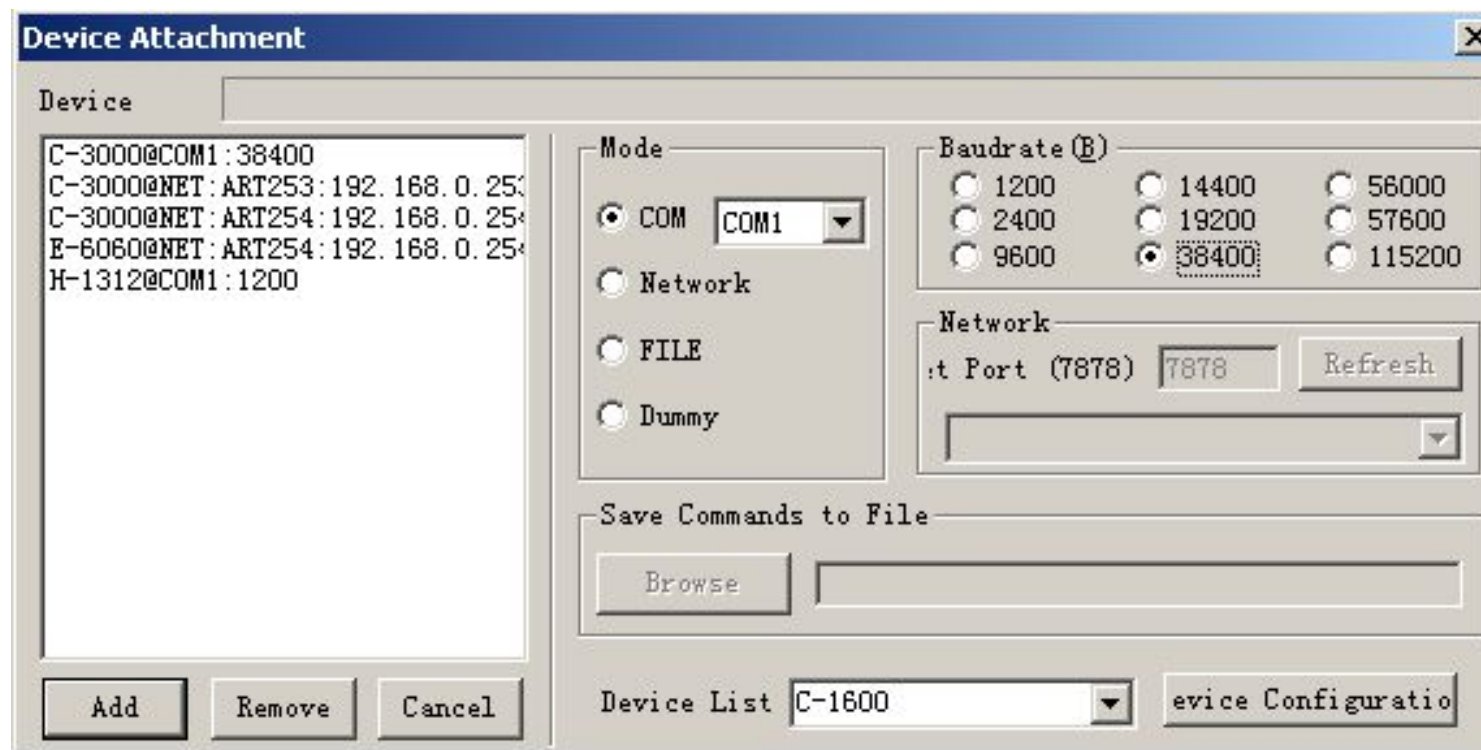 Device Attachment
Device
C-3000@COM1:38400
C-3000@NET:ART253:192.168.0.253
C-3000@NET:ART254:192.168.0.254
E-6060@NET:ART254:192.168.0.254
H-1312@COM1:1200
Add Remove Cancel
Mode
COM COM1
Network
FILE
Dummy
Baudrate(B)
1200 14400 56000
2400 19200 57600
9600 38400 115200
Network
t Port (7878) 7878 Refresh
Save Commands to File
Browse
Device List C-1600 evice Configuratio